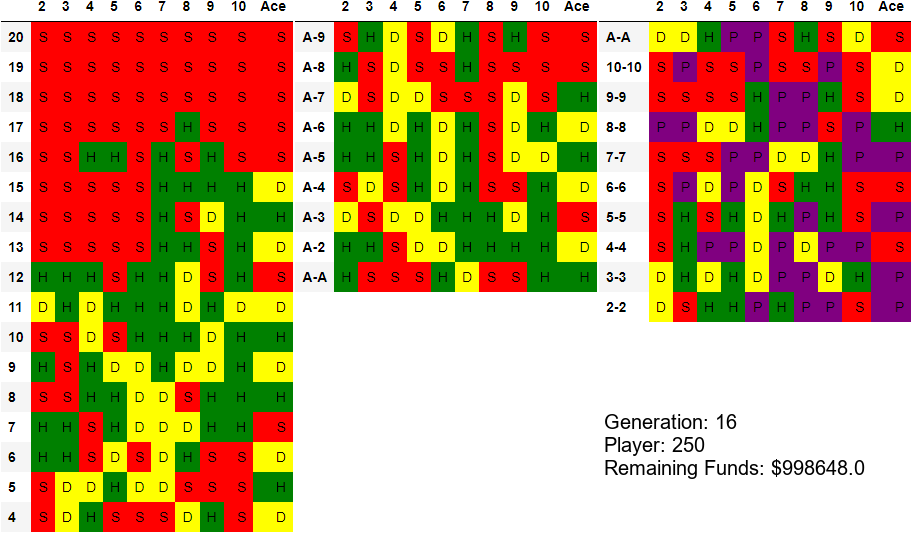 2 3 4 5 6 7 8 9 10 Ace
20 S S S S S S S S S S
19 S S S S S S S S S S
18 S S S S S S S S S S
17 S S S S S S H S S S
16 S S H H S H S H S S
15 S S S S S H H H H D
14 S S S S S H S D H H
13 S S S S S H H S H D
12 H H H S H H D S H S
11 D H D H H H D H D D
10 S S D S H H H D H H
9 H S H D D H D D H D
8 S S H H D D S H H H
7 H H S H D D D H H S
6 H H S D S D H S S D
5 S D D H D D S S S H
4 S D H S S S D H S D
2 3 4 5 6 7 8 9 10 Ace
A-9 S H D S D H S H S S
A-8 H S D S S H S S S S
A-7 D S D D S S S D S H
A-6 H H D H D H S D H D
A-5 H H S H D H S D D H
A-4 S D S H D H S S H D
A-3 D S D D H H H D H S
A-2 H H S D D H H H H D
A-A H S S S H D S S H H
2 3 4 5 6 7 8 9 10 Ace
A-A D D H P P S H S D S
10-10 S P S S P S S P S D
9-9 S S S S H P P H S D
8-8 P P D D H P P S P H
7-7 S S S P P D D H P P
6-6 S P D P D S H H S S
5-5 S H S H D H P H S P
4-4 S H P P D P D P P S
3-3 D H D H D P P D H P
2-2 D S H H P H P P S P
Generation: 16
Player: 250
Remaining Funds: $998648.0